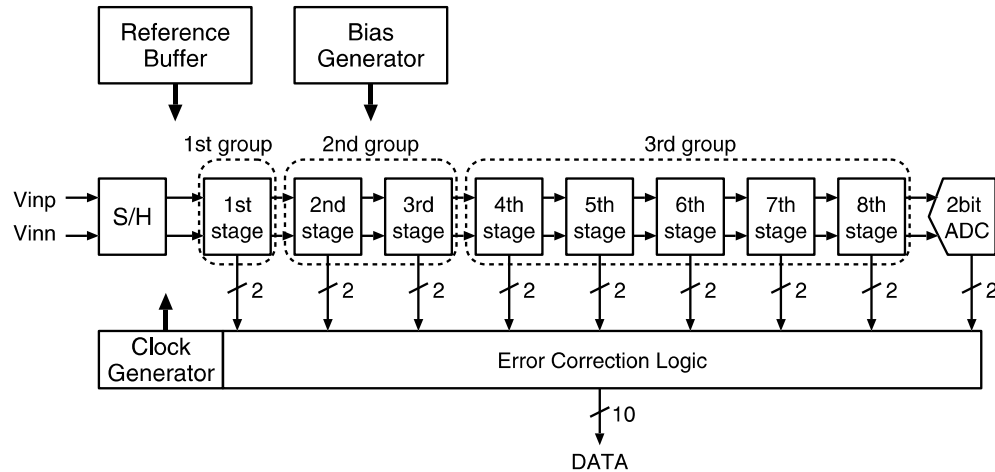 Reference
Buffer
Bias
Generator
1st group
2nd group
3rd group
Vinp
Vinn
S/H
1st
stage
2nd
stage
3rd
stage
4th
stage
5th
stage
6th
stage
7th
stage
8th
stage
2bit
ADC
2
2
2
2
2
2
2
2
2
Clock
Generator
Error Correction Logic
10
DATA